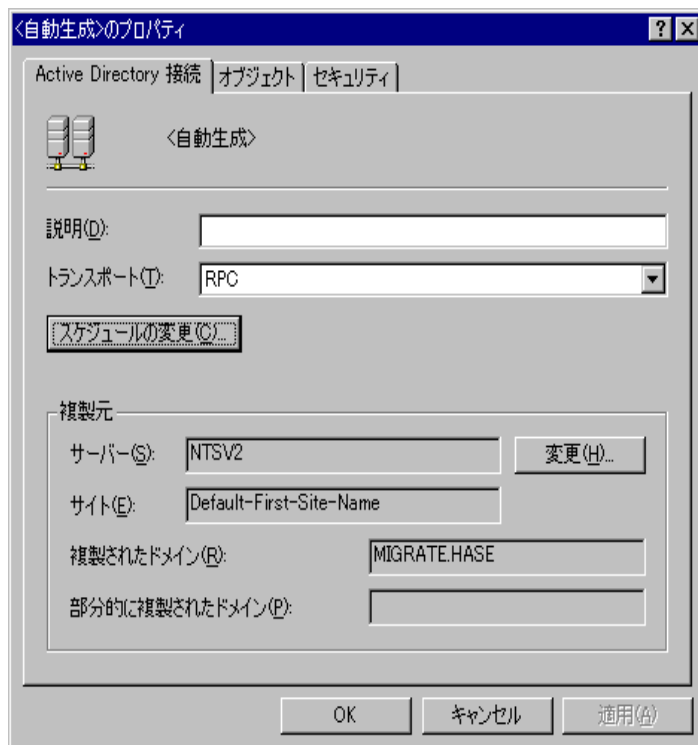 <自動生成>のプロパティ
Active Directory 接続 オブジェクト セキュリティ
<自動生成>
説明(D):
トランスポート(T): RPC
スケジュールの変更(C)...
複製元
サーバー(S): NTSV2 変更(H)...
サイト(E): Default-First-Site-Name
複製されたドメイン(R): MIGRATE.HASE
部分的に複製されたドメイン(P):
OK キャンセル 適用(A)